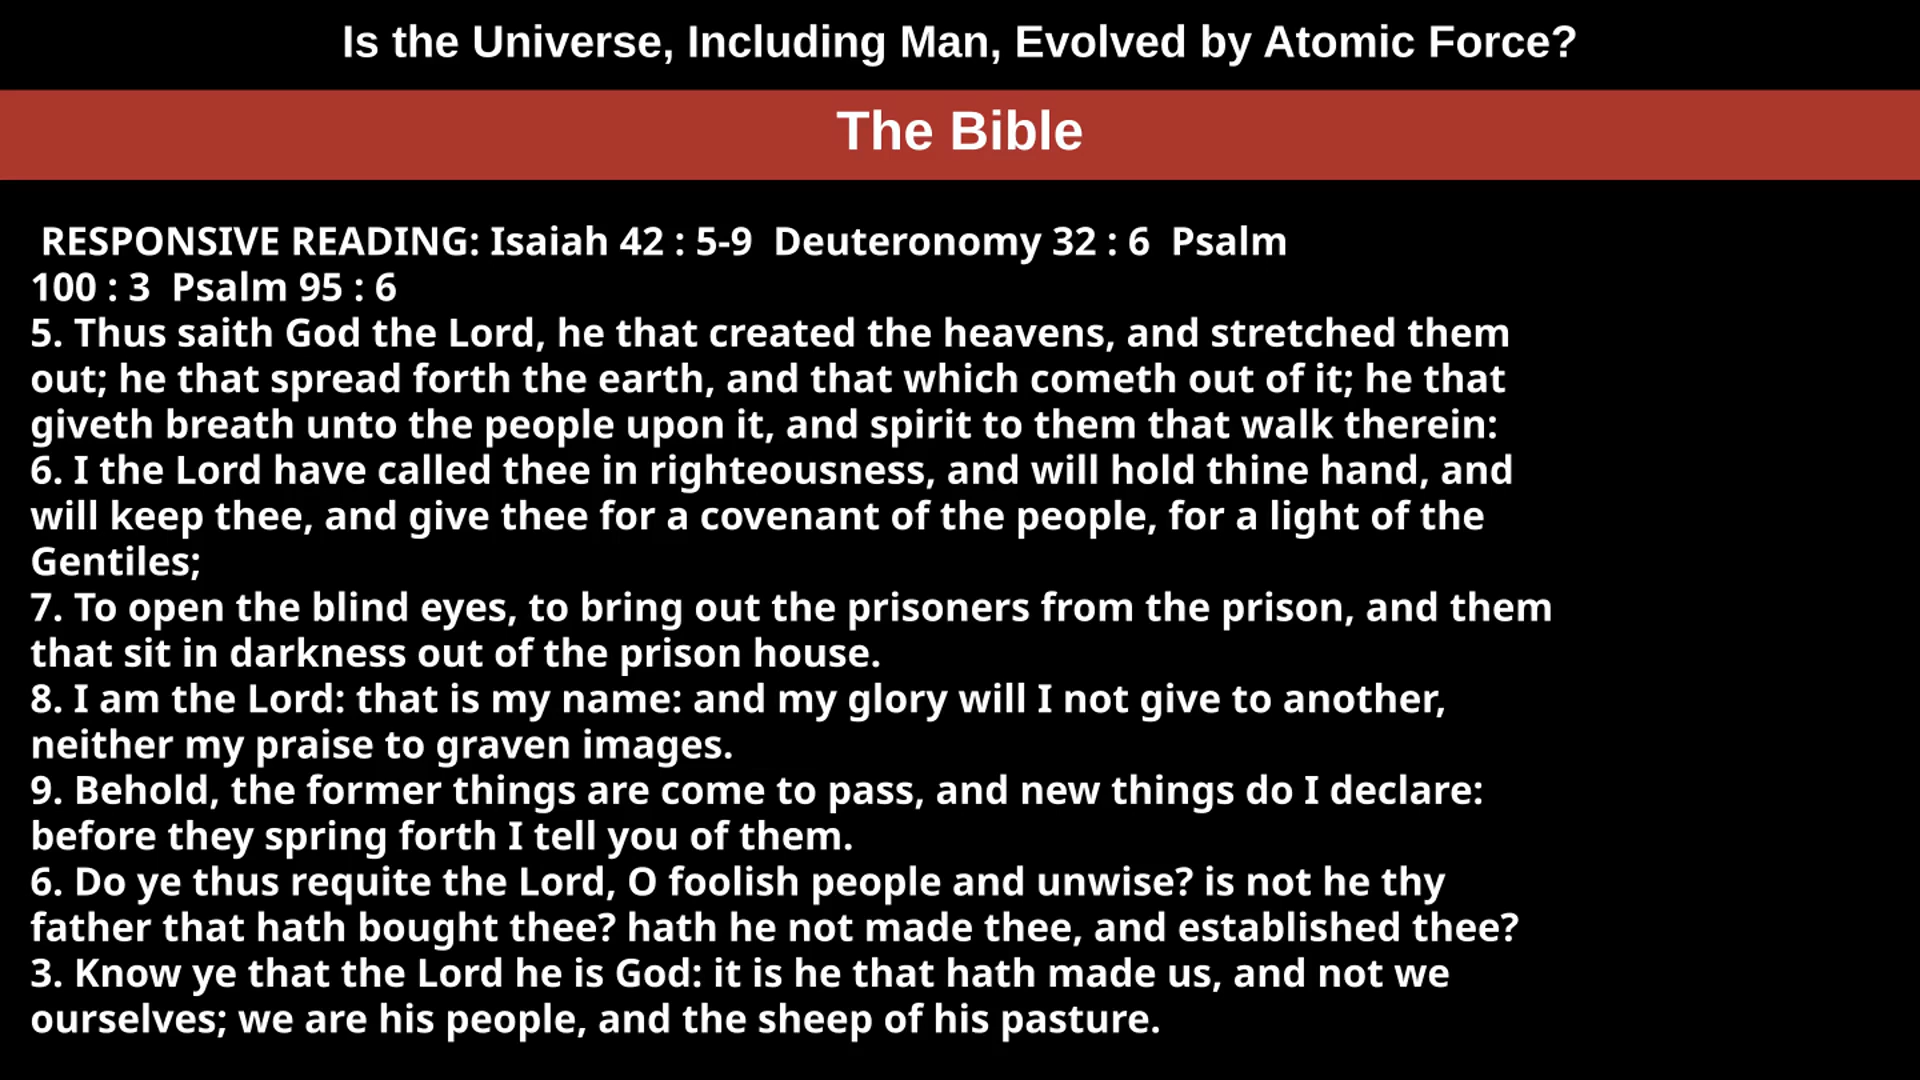 Is the Universe, Including Man, Evolved by Atomic Force?
The Bible
RESPONSIVE READING: Isaiah 42 : 5-9  Deuteronomy 32 : 6  Psalm
100 : 3  Psalm 95 : 6
5. Thus saith God the Lord, he that created the heavens, and stretched them
out; he that spread forth the earth, and that which cometh out of it; he that
giveth breath unto the people upon it, and spirit to them that walk therein:
6. I the Lord have called thee in righteousness, and will hold thine hand, and
will keep thee, and give thee for a covenant of the people, for a light of the
Gentiles;
7. To open the blind eyes, to bring out the prisoners from the prison, and them
that sit in darkness out of the prison house.
8. I am the Lord: that is my name: and my glory will I not give to another,
neither my praise to graven images.
9. Behold, the former things are come to pass, and new things do I declare:
before they spring forth I tell you of them.
6. Do ye thus requite the Lord, O foolish people and unwise? is not he thy
father that hath bought thee? hath he not made thee, and established thee?
3. Know ye that the Lord he is God: it is he that hath made us, and not we
ourselves; we are his people, and the sheep of his pasture.